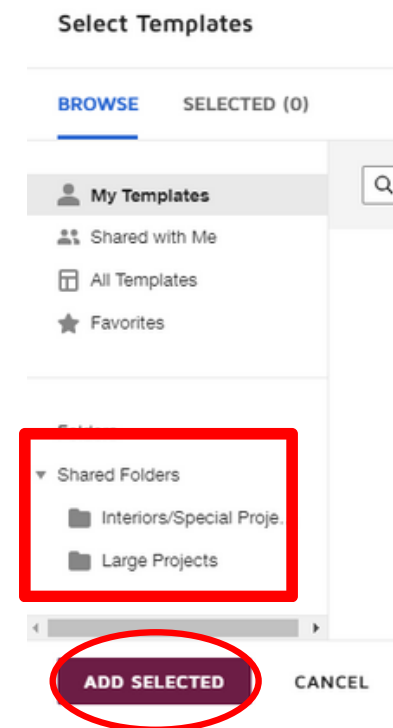 Select Templates
BROWSE SELECTED (0)
My Templates
Shared with Me
All Templates
Favorites
Shared Folders
Interiors/Special Proje.
Large Projects
ADD SELECTED CANCEL